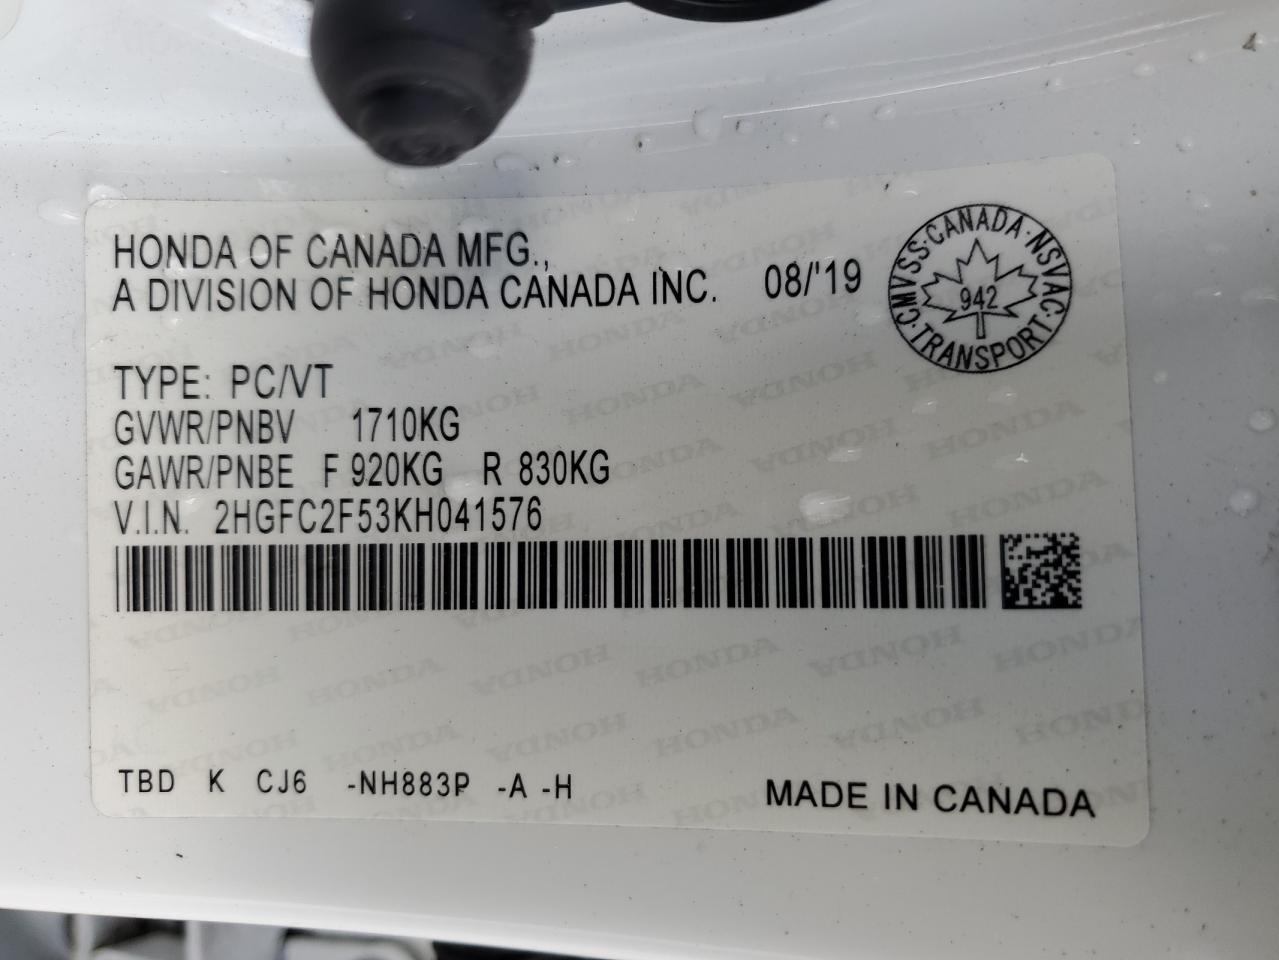 HONDA OF CANADA MFG.,
A DIVISION OF HONDA CANADA INC. 08/'19
CMVSS·CANADA·NSVAC·TRANSPORT
942
TYPE: PC/VT
GVWR/PNBV 1710KG
GAWR/PNBE F 920KG R 830KG
V.I.N. 2HGFC2F53KH041576
TBD K CJ6 -NH883P -A -H
MADE IN CANADA